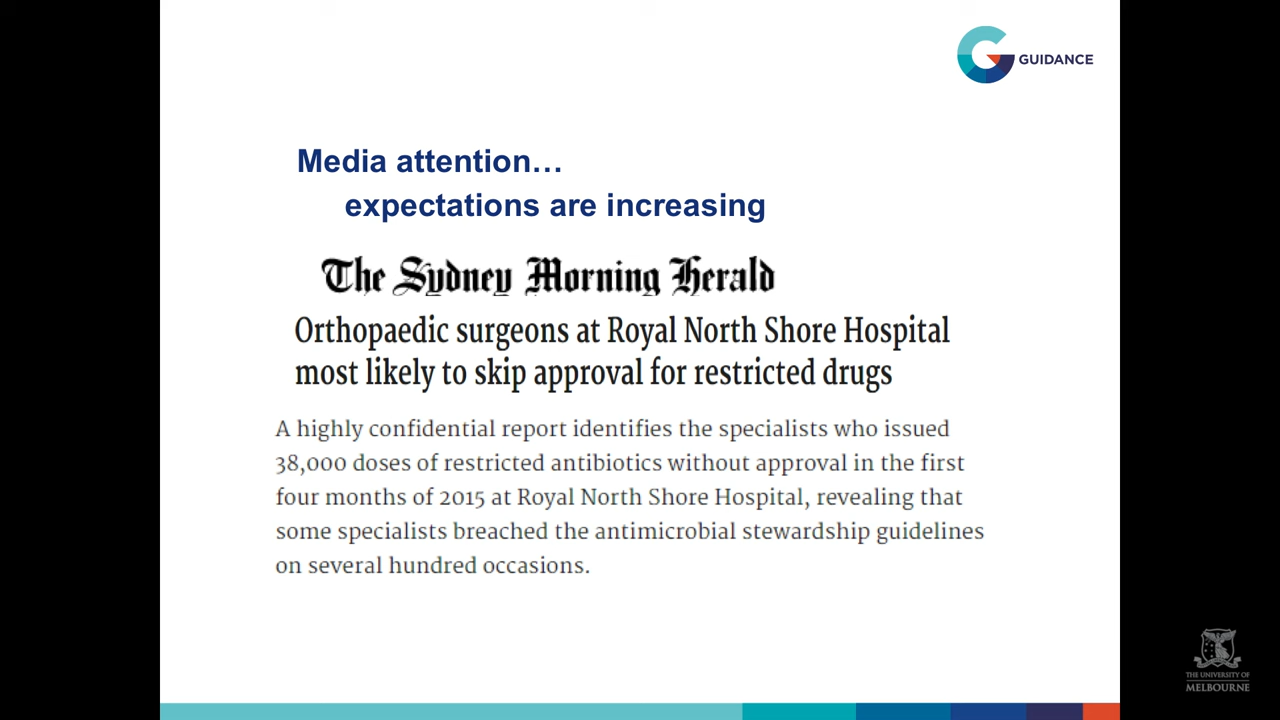 GUIDANCE
Media attention…
expectations are increasing
The Sydney Morning Herald
Orthopaedic surgeons at Royal North Shore Hospital
most likely to skip approval for restricted drugs
A highly confidential report identifies the specialists who issued
38,000 doses of restricted antibiotics without approval in the first
four months of 2015 at Royal North Shore Hospital, revealing that
some specialists breached the antimicrobial stewardship guidelines
on several hundred occasions.
THE UNIVERSITY OF
MELBOURNE